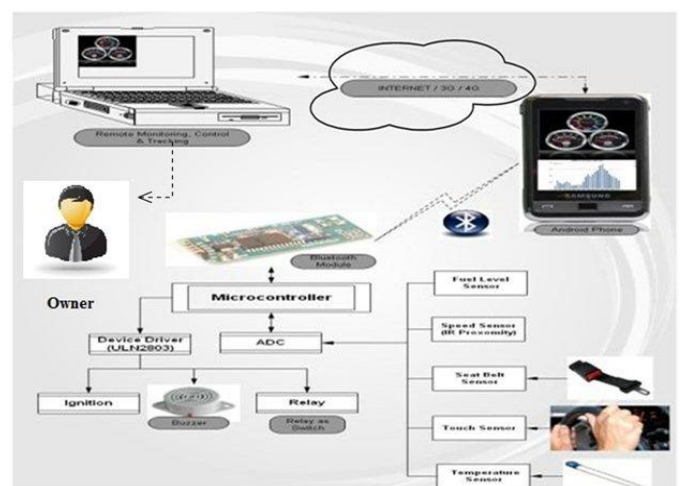 INTERNET / 3G / 4G
Remote Monitoring, Control
& Tracking
SAMSUNG
Android Phone
Bluetooth
Module
Owner
Microcontroller
Fuel Level
Sensor
Device Driver
(ULN2803)
ADC
Speed Sensor
(IR Proximity)
Seat Belt
Sensor
Ignition
Buzzer
Relay
Relay as
Switch
Touch Sensor
Temperature
Sensor